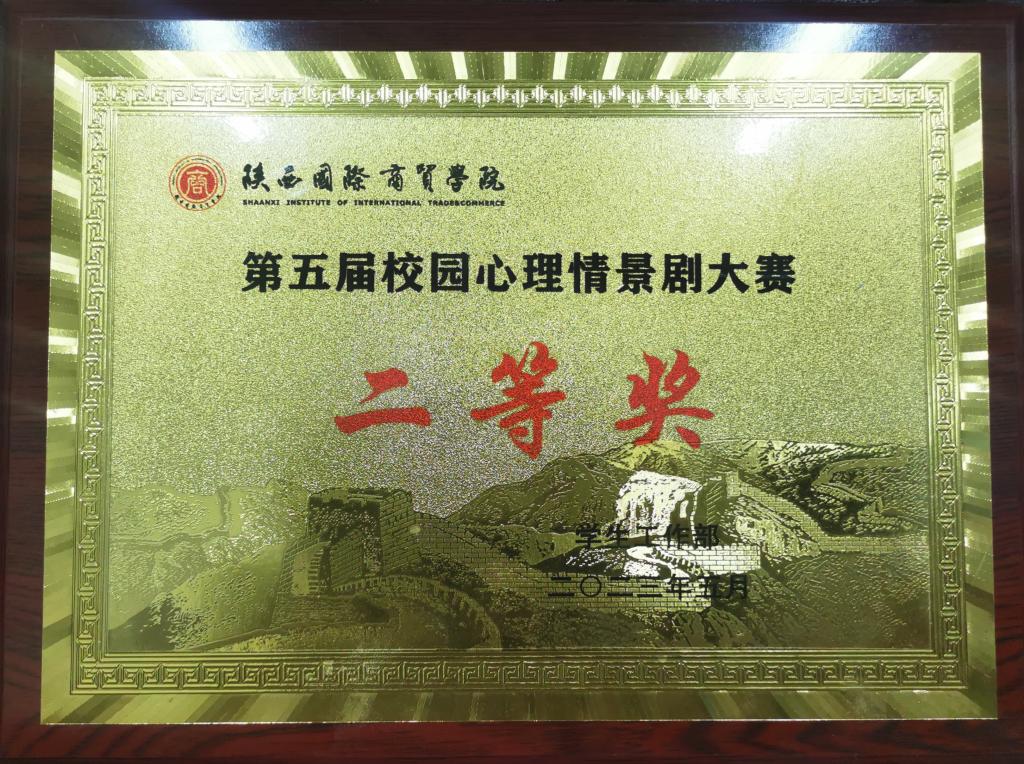 陕西國際商貿學院
SHAANXI INSTITUTE OF INTERNATIONAL TRADE&COMMERCE
第五届校园心理情景剧大赛
二等奖
学生工作部
二〇二二年五月